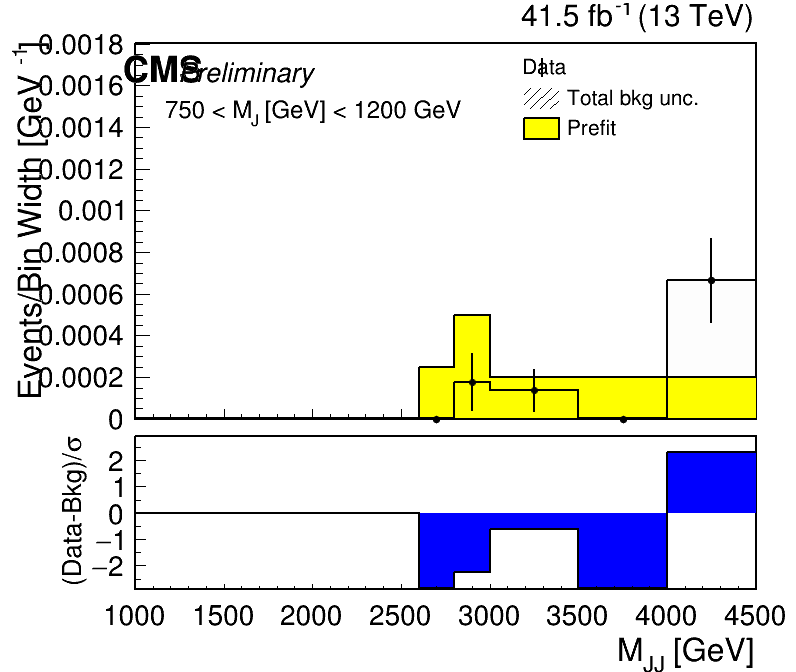 41.5 fb⁻¹ (13 TeV)
CMS Preliminary
750 < M_J [GeV] < 1200 GeV
Data
Total bkg unc.
Prefit
Events/Bin Width [GeV⁻¹]
0.0018
0.0016
0.0014
0.0012
0.001
0.0008
0.0006
0.0004
0.0002
0
(Data-Bkg)/σ
2
1
0
−1
−2
1000 1500 2000 2500 3000 3500 4000 4500
M_JJ [GeV]